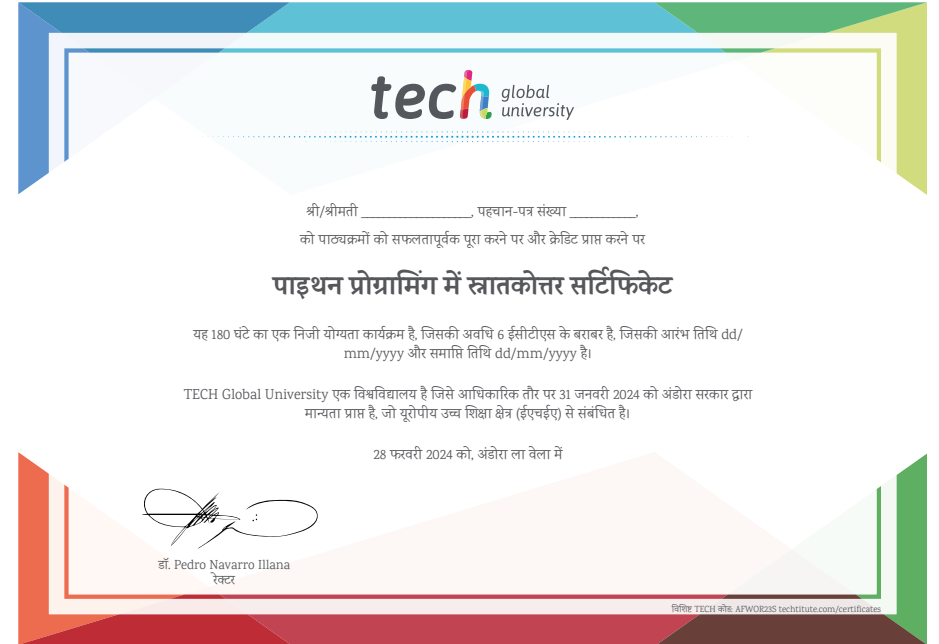 tech global university
श्री/श्रीमती ____________________, पहचान-पत्र संख्या ____________,
को पाठ्यक्रमों को सफलतापूर्वक पूरा करने पर और क्रेडिट प्राप्त करने पर
पाइथन प्रोग्रामिंग में स्नातकोत्तर सर्टिफिकेट
यह 180 घंटे का एक निजी योग्यता कार्यक्रम है, जिसकी अवधि 6 ईसीटीएस के बराबर है, जिसकी आरंभ तिथि dd/
mm/yyyy और समाप्ति तिथि dd/mm/yyyy है।
TECH Global University एक विश्वविद्यालय है जिसे आधिकारिक तौर पर 31 जनवरी 2024 को अंडोरा सरकार द्वारा
मान्यता प्राप्त है, जो यूरोपीय उच्च शिक्षा क्षेत्र (ईएचईए) से संबंधित है।
28 फरवरी 2024 को, अंडोरा ला वेला में
डॉ. Pedro Navarro Illana
रेक्टर
विशिष्ट TECH कोड: AFWOR23S techtitute.com/certificates